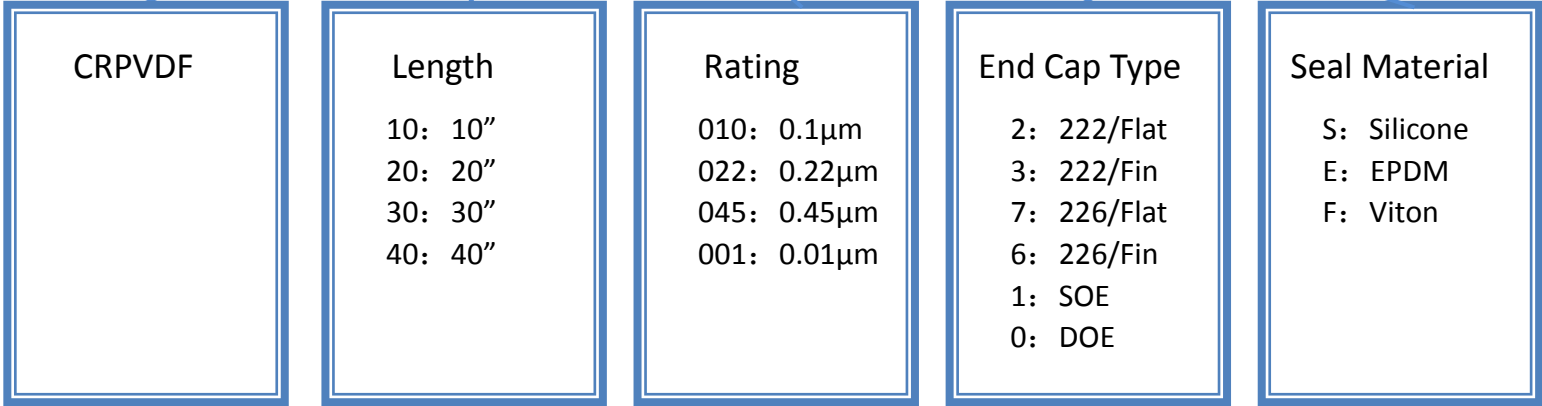 CRPVDF
Length
10：10”
20：20”
30：30”
40：40”
Rating
010：0.1μm
022：0.22μm
045：0.45μm
001：0.01μm
End Cap Type
2：222/Flat
3：222/Fin
7：226/Flat
6：226/Fin
1：SOE
0：DOE
Seal Material
S：Silicone
E：EPDM
F：Viton